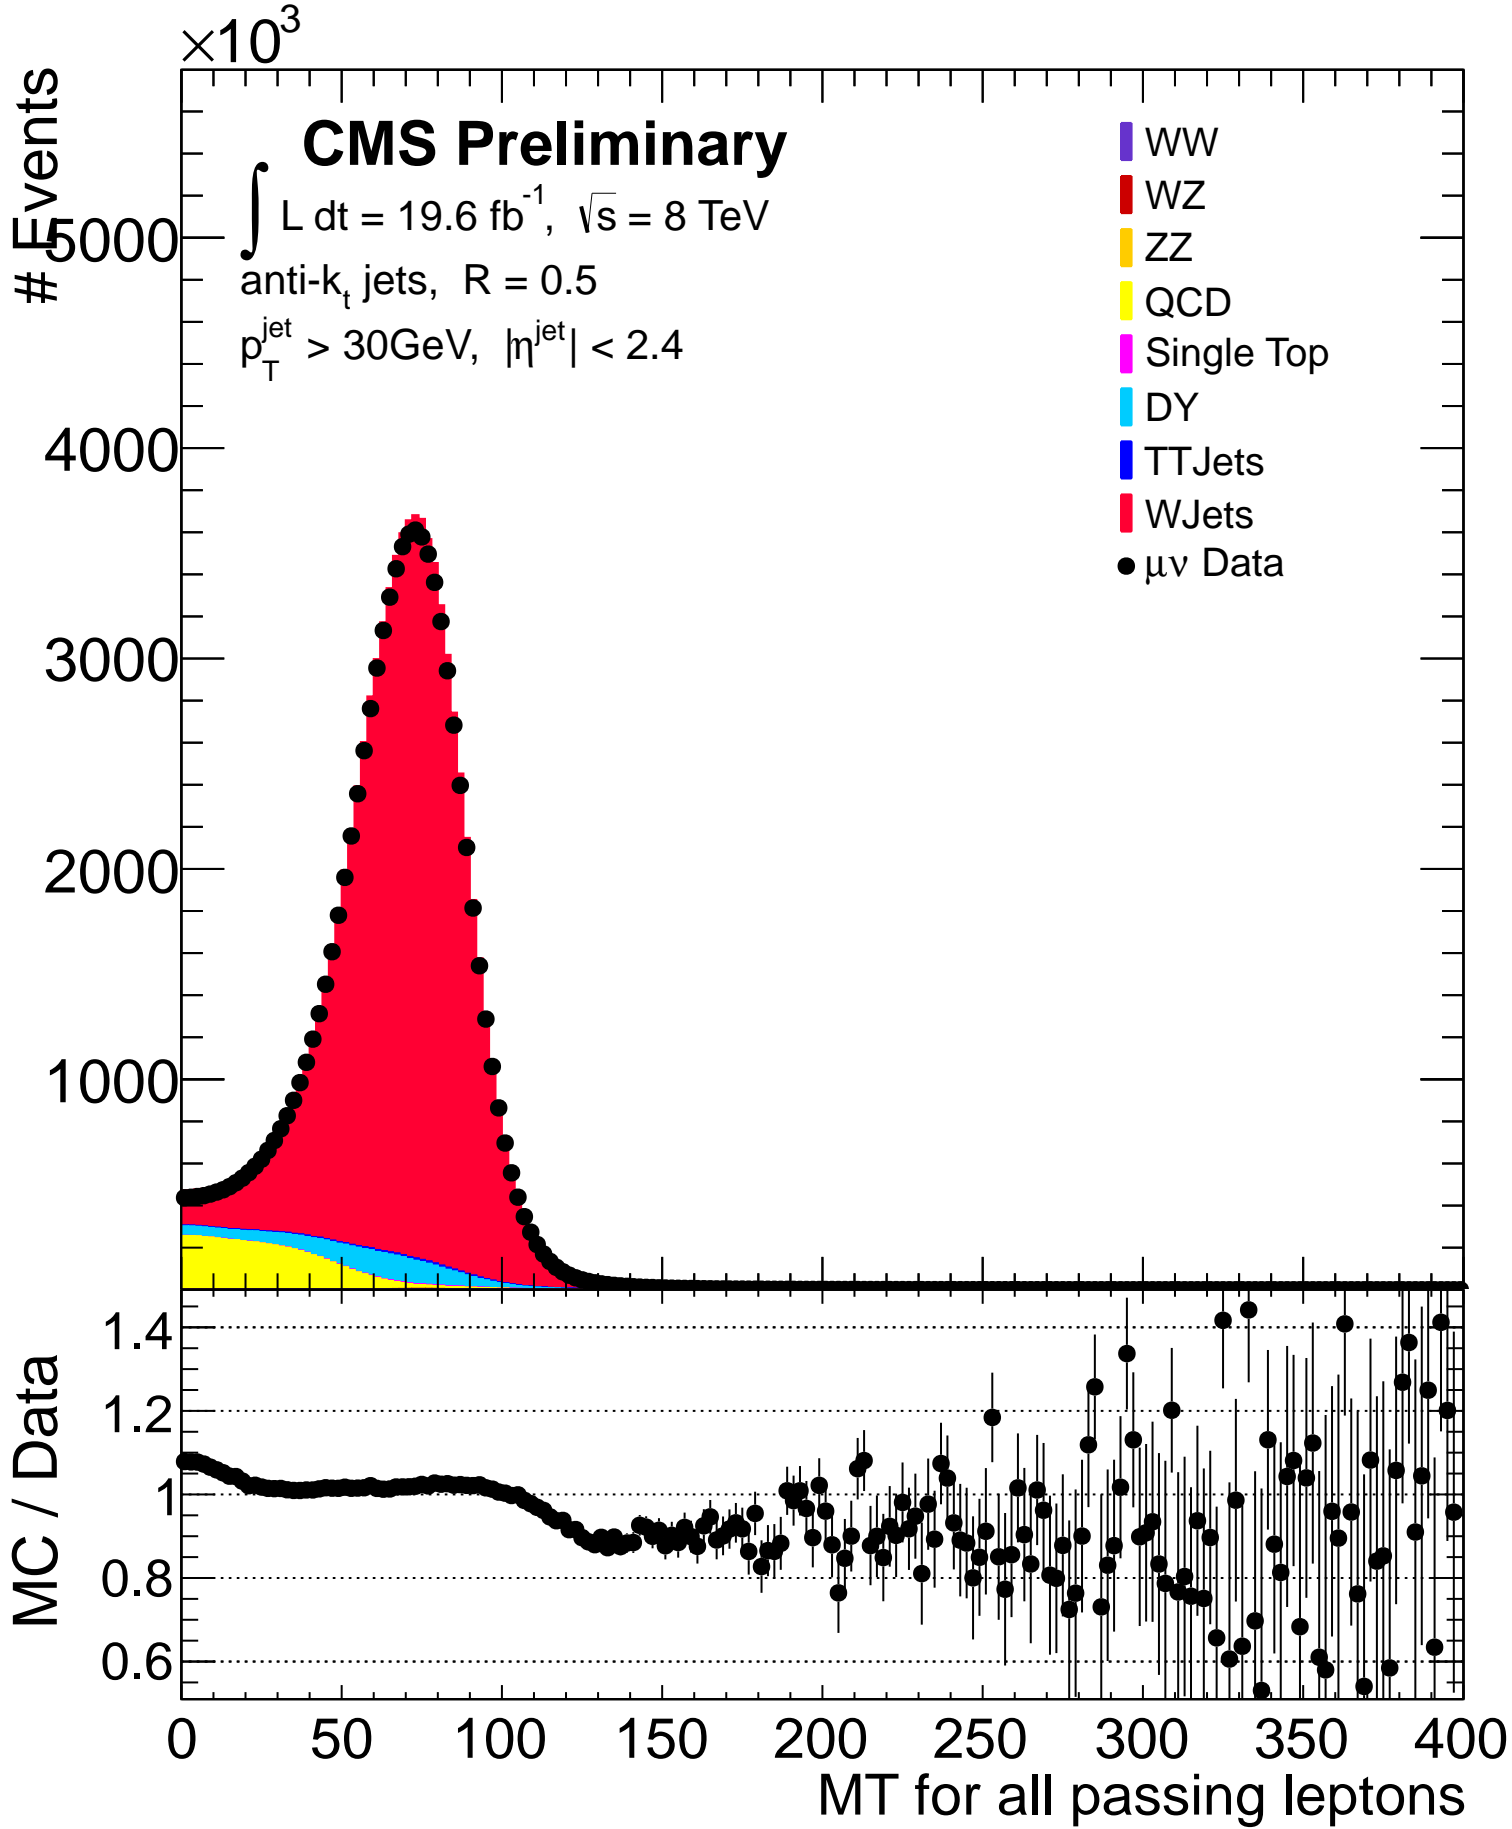 ×10³
# Events
CMS Preliminary
∫ L dt = 19.6 fb⁻¹, √s = 8 TeV
anti-kₜ jets, R = 0.5
p_T^jet > 30GeV, |η^jet| < 2.4
WW
WZ
ZZ
QCD
Single Top
DY
TTJets
WJets
μν Data
5000
4000
3000
2000
1000
MC / Data
1.4
1.2
1
0.8
0.6
0 50 100 150 200 250 300 350 400
MT for all passing leptons